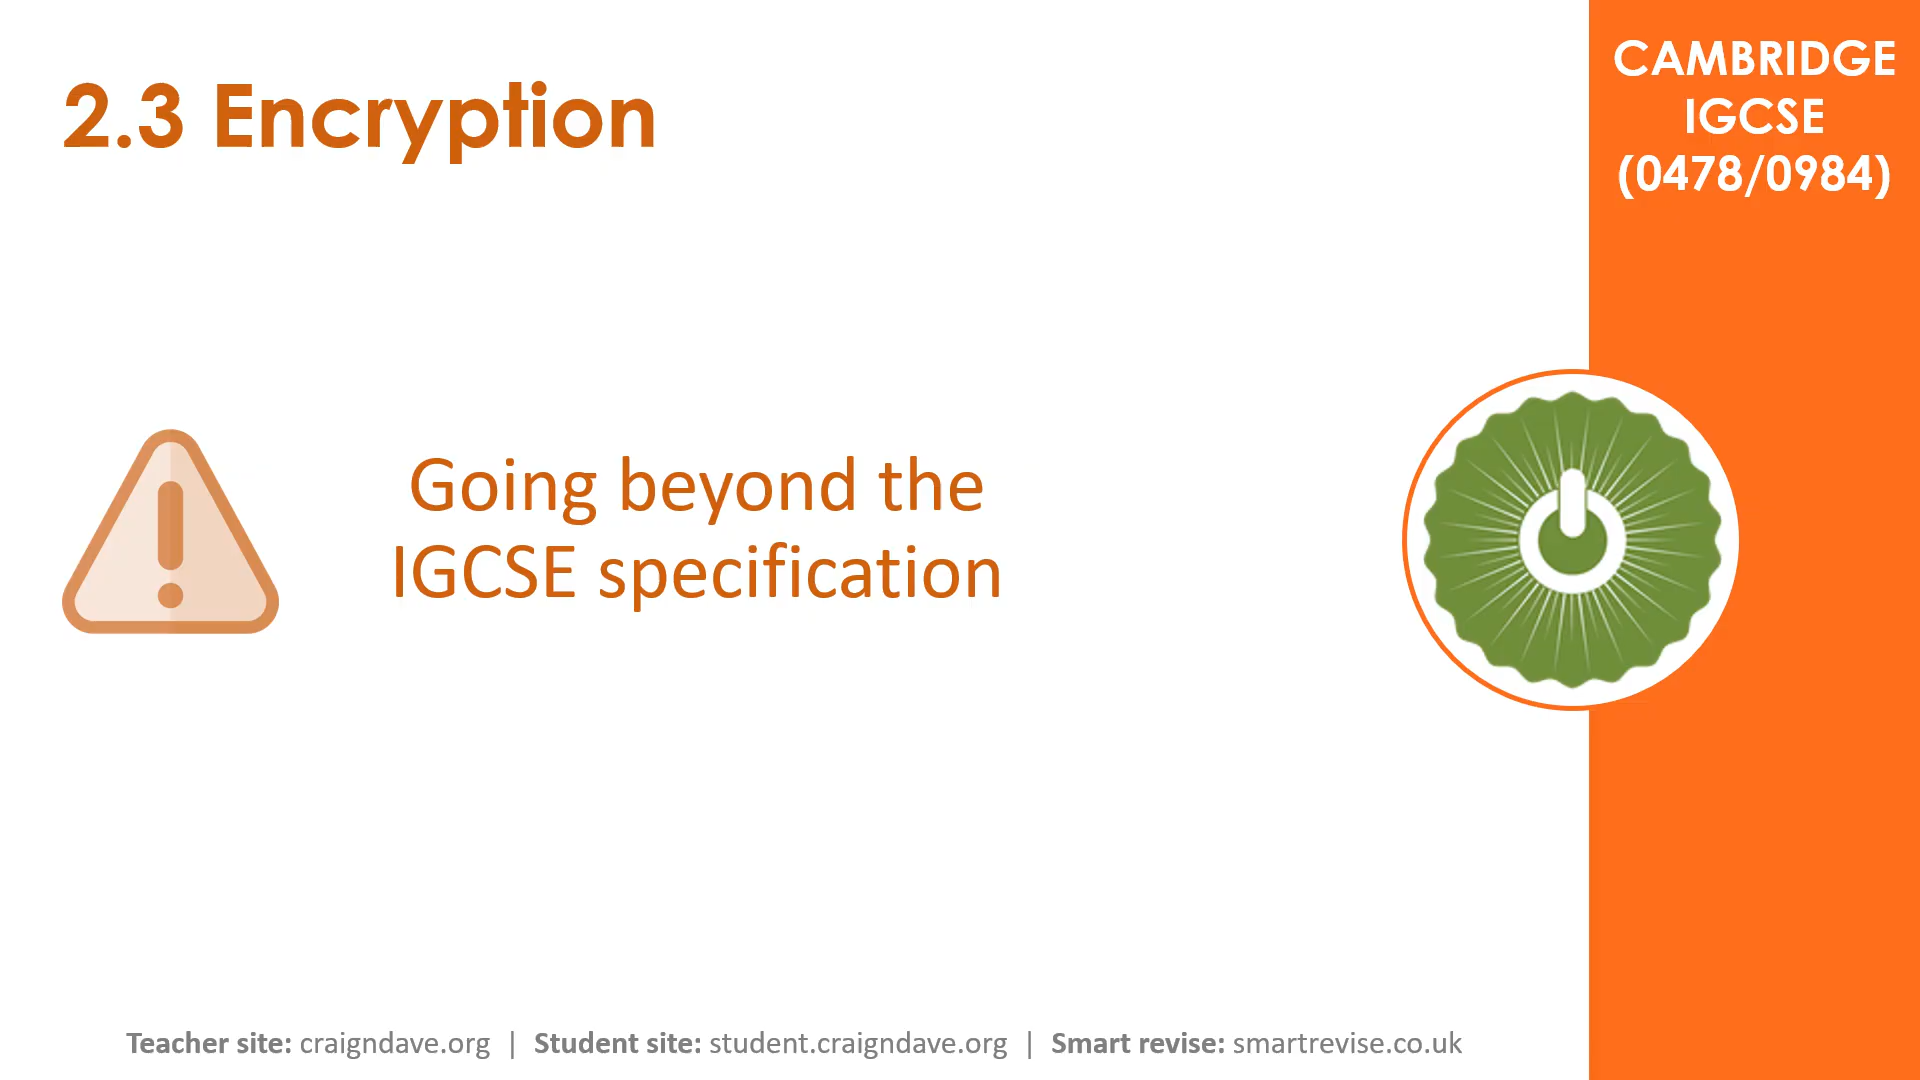 2.3 Encryption
CAMBRIDGE
IGCSE
(0478/0984)
Going beyond the
IGCSE specification
Teacher site: craigndave.org | Student site: student.craigndave.org | Smart revise: smartrevise.co.uk